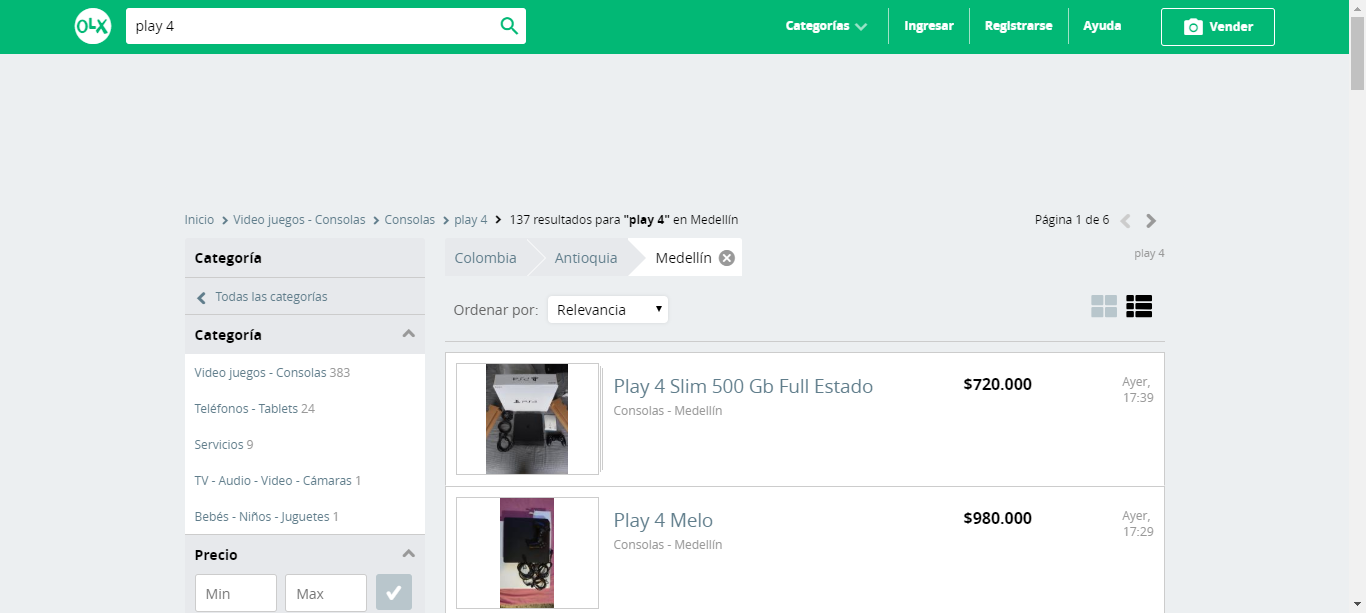 OLX play 4 Categorías Ingresar Registrarse Ayuda Vender
Inicio Video juegos - Consolas Consolas play 4 137 resultados para "play 4" en Medellín Página 1 de 6
play 4
Categoría
Todas las categorías
Categoría
Video juegos - Consolas 383
Teléfonos - Tablets 24
Servicios 9
TV - Audio - Video - Cámaras 1
Bebés - Niños - Juguetes 1
Precio
Min Max
Colombia Antioquia Medellín
Ordenar por: Relevancia
Play 4 Slim 500 Gb Full Estado $720.000 Ayer,
Consolas - Medellín 17:39
Play 4 Melo $980.000 Ayer,
Consolas - Medellín 17:29